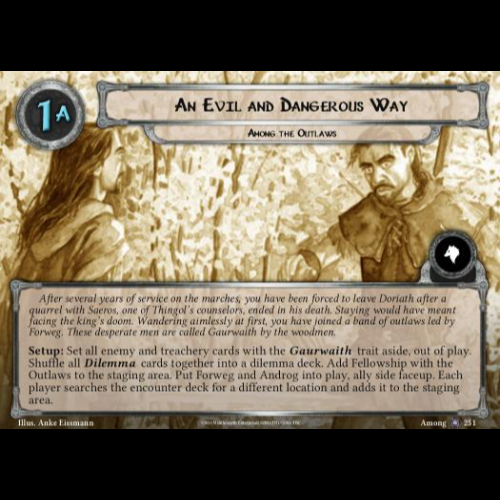 1A
An Evil and Dangerous Way
Among the Outlaws
After several years of service on the marches, you have been forced to leave Doriath after a
quarrel with Saeros, one of Thingol's counselors, ended in his death. Staying would have meant
facing the king's doom. Wandering aimlessly at first, you have joined a band of outlaws led by
Forweg. These desperate men are called Gaurwaith by the woodmen.
Setup: Set all enemy and treachery cards with the Gaurwaith trait aside, out of play.
Shuffle all Dilemma cards together into a dilemma deck. Add Fellowship with the
Outlaws to the staging area. Put Forweg and Androg into play, ally side faceup. Each
player searches the encounter deck for a different location and adds it to the staging
area.
Illus. Anke Eissmann
Among 251